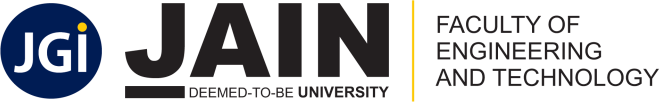 JGi
JAIN
DEEMED-TO-BE UNIVERSITY
FACULTY OF
ENGINEERING
AND TECHNOLOGY